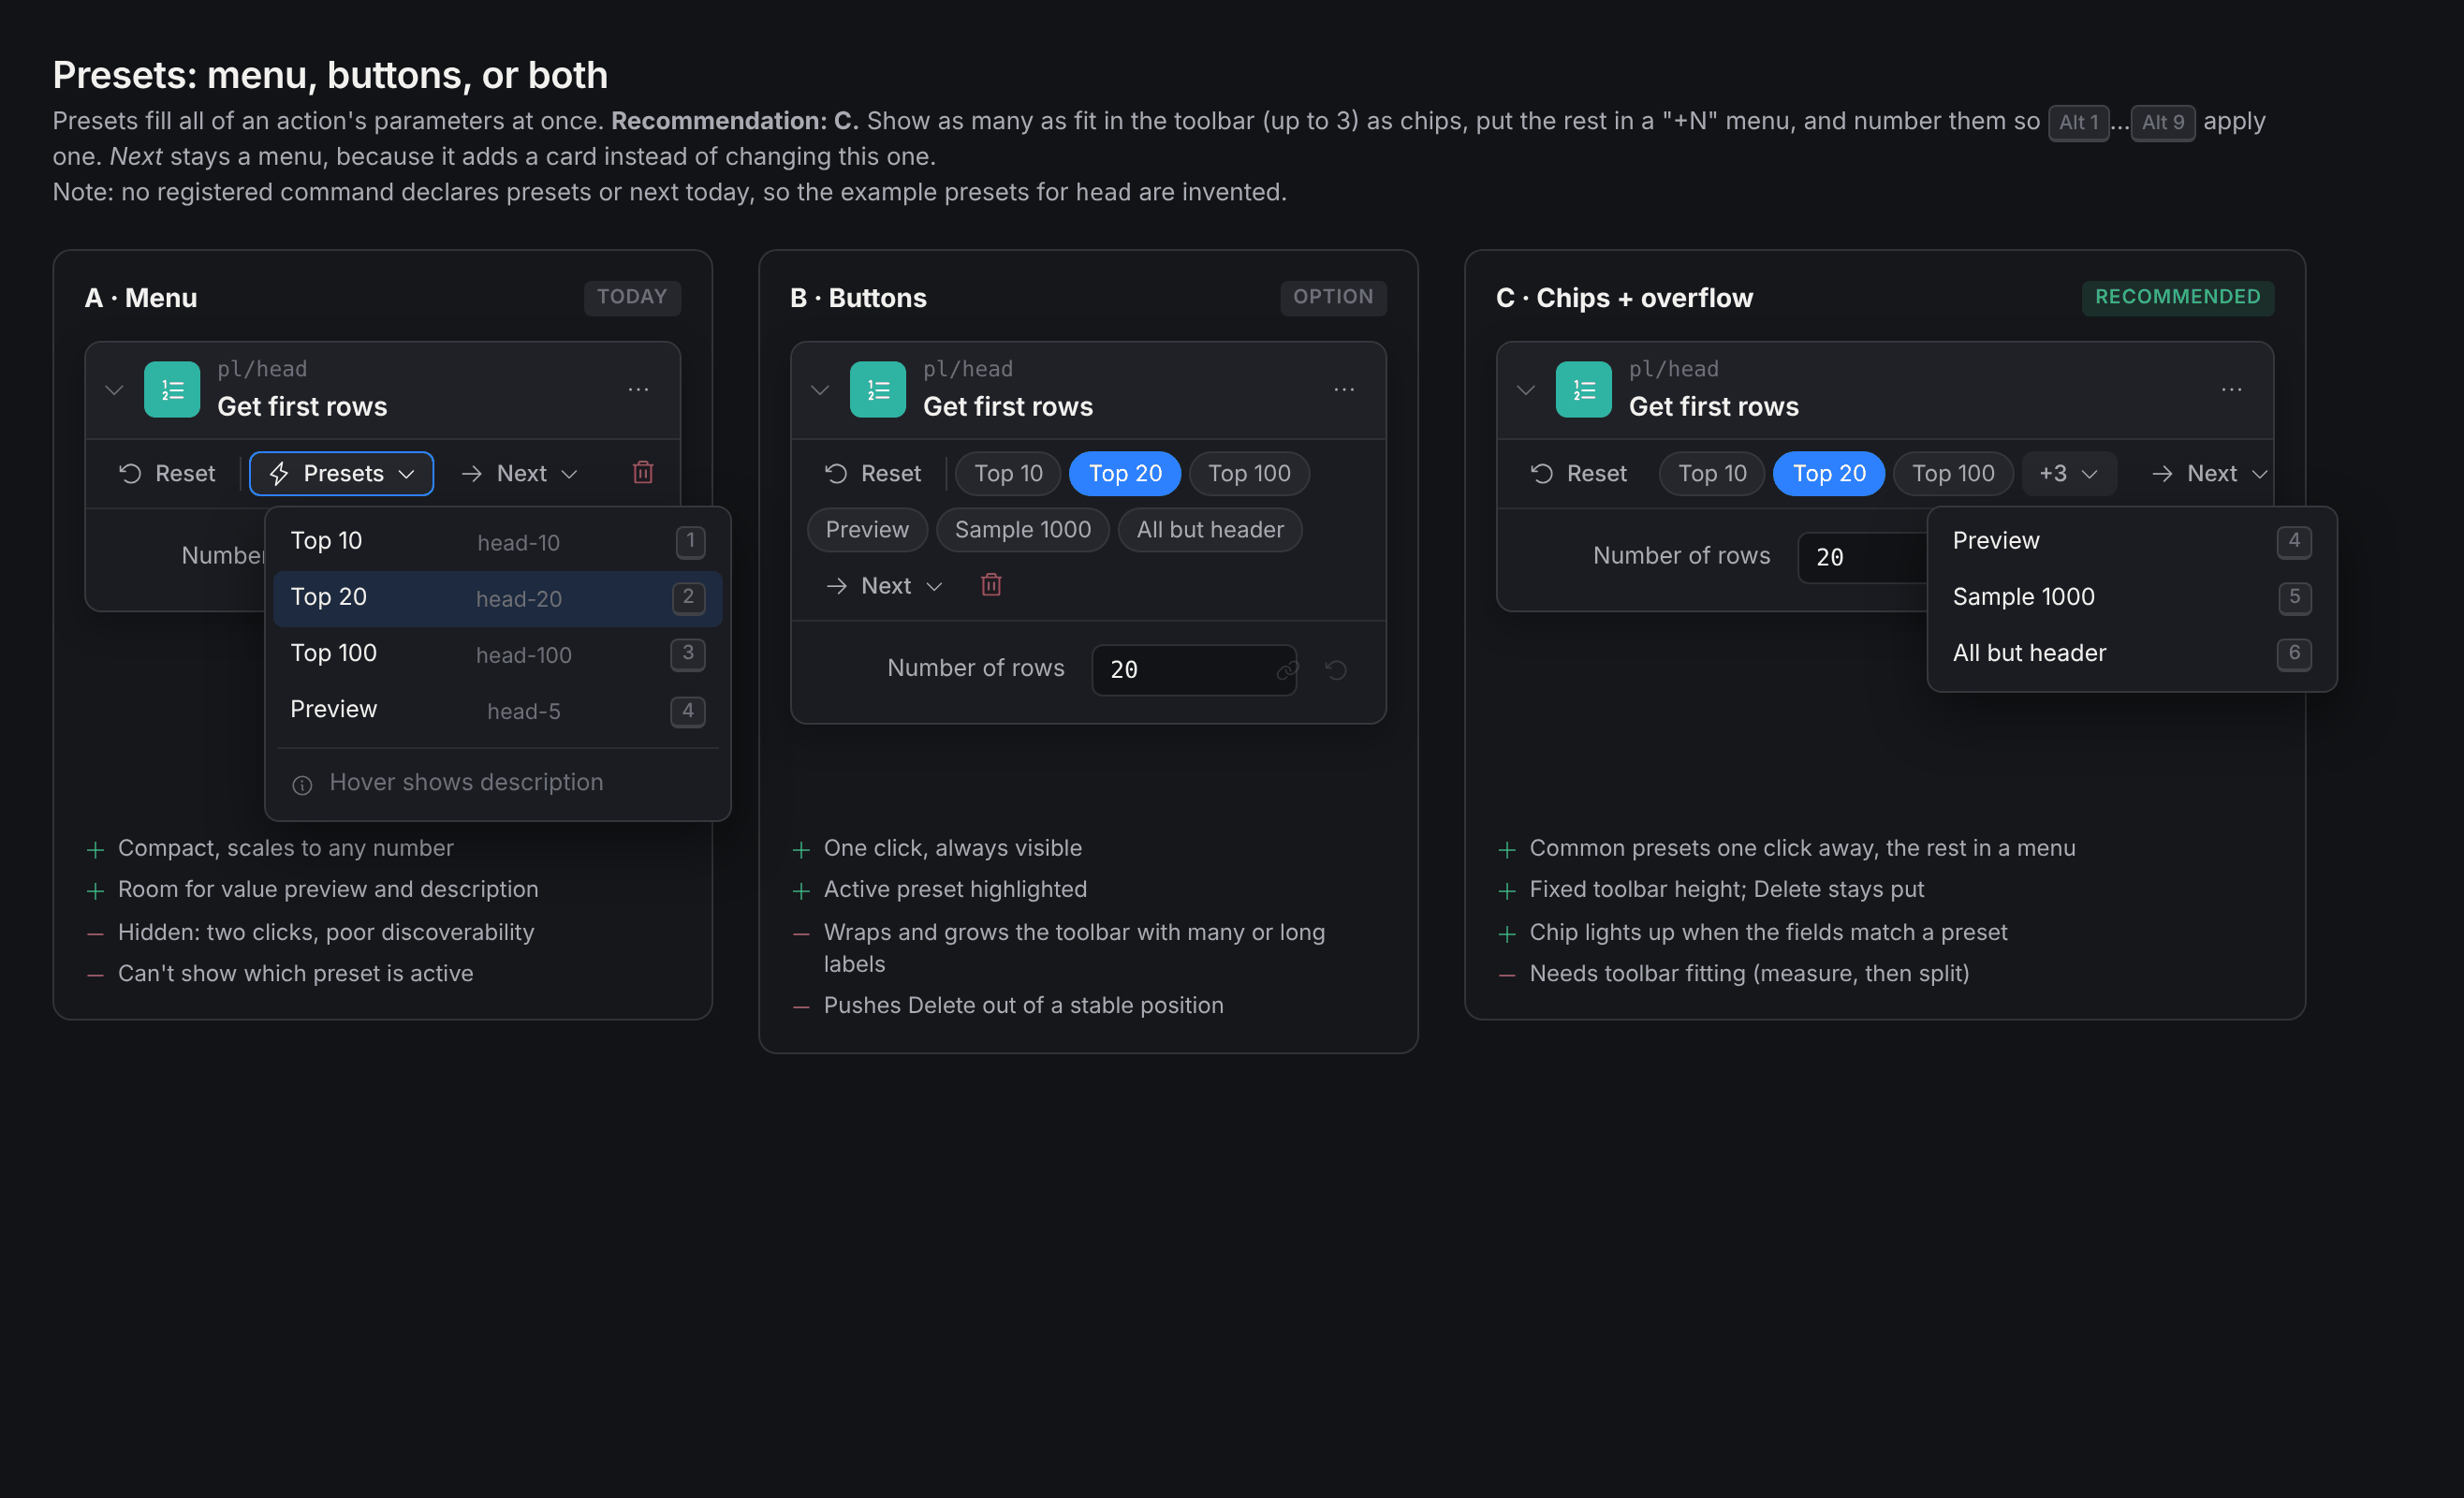 Presets: menu, buttons, or both
Presets fill all of an action's parameters at once. Recommendation: C. Show as many as fit in the toolbar (up to 3) as chips, put the rest in a "+N" menu, and number them so Alt 1...Alt 9 apply
one. Next stays a menu, because it adds a card instead of changing this one.
Note: no registered command declares presets or next today, so the example presets for head are invented.
A · Menu
TODAY
pl/head
Get first rows
...
Reset
Presets
Next
Number
Top 10 head-10 1
Top 20 head-20 2
Top 100 head-100 3
Preview head-5 4
Hover shows description
+ Compact, scales to any number
+ Room for value preview and description
− Hidden: two clicks, poor discoverability
− Can't show which preset is active
B · Buttons
OPTION
pl/head
Get first rows
...
Reset Top 10 Top 20 Top 100
Preview Sample 1000 All but header
Next
Number of rows 20
+ One click, always visible
+ Active preset highlighted
− Wraps and grows the toolbar with many or long
labels
− Pushes Delete out of a stable position
C · Chips + overflow
RECOMMENDED
pl/head
Get first rows
...
Reset Top 10 Top 20 Top 100 +3 Next
Number of rows 20
Preview 4
Sample 1000 5
All but header 6
+ Common presets one click away, the rest in a menu
+ Fixed toolbar height; Delete stays put
+ Chip lights up when the fields match a preset
− Needs toolbar fitting (measure, then split)